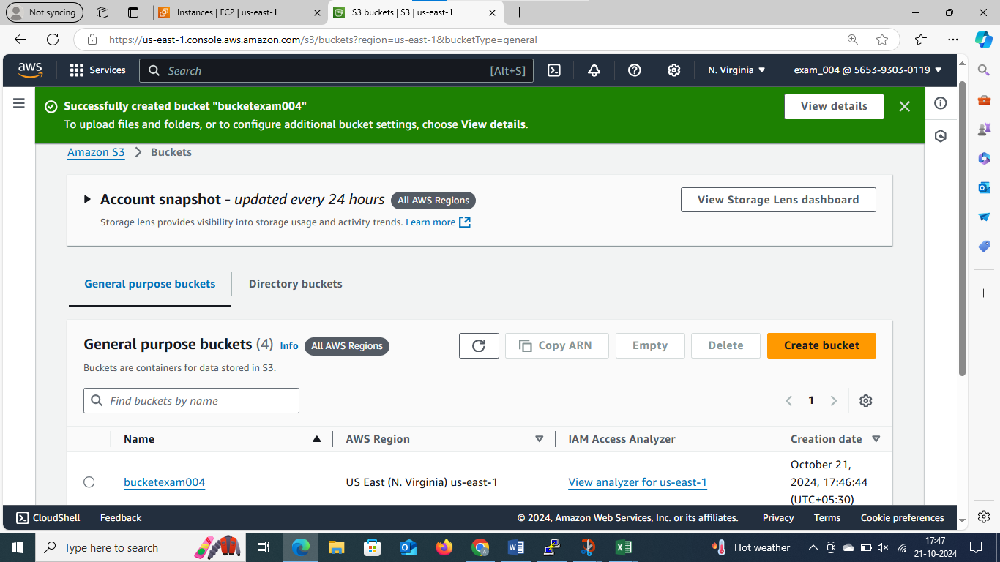 Not syncing
Instances | EC2 | us-east-1
S3 buckets | S3 | us-east-1
https://us-east-1.console.aws.amazon.com/s3/buckets?region=us-east-1&bucketType=general
aws
Services
Search
[Alt+S]
N. Virginia
exam_004 @ 5653-9303-0119
Successfully created bucket "bucketexam004"
To upload files and folders, or to configure additional bucket settings, choose View details.
View details
Amazon S3
Buckets
Account snapshot - updated every 24 hours
All AWS Regions
Storage lens provides visibility into storage usage and activity trends. Learn more
View Storage Lens dashboard
General purpose buckets
Directory buckets
General purpose buckets (4) Info
All AWS Regions
Buckets are containers for data stored in S3.
Copy ARN
Empty
Delete
Create bucket
Find buckets by name
1
Name
AWS Region
IAM Access Analyzer
Creation date
bucketexam004
US East (N. Virginia) us-east-1
View analyzer for us-east-1
October 21,
2024, 17:46:44
(UTC+05:30)
CloudShell
Feedback
© 2024, Amazon Web Services, Inc. or its affiliates.
Privacy
Terms
Cookie preferences
Type here to search
Hot weather
17:47
21-10-2024